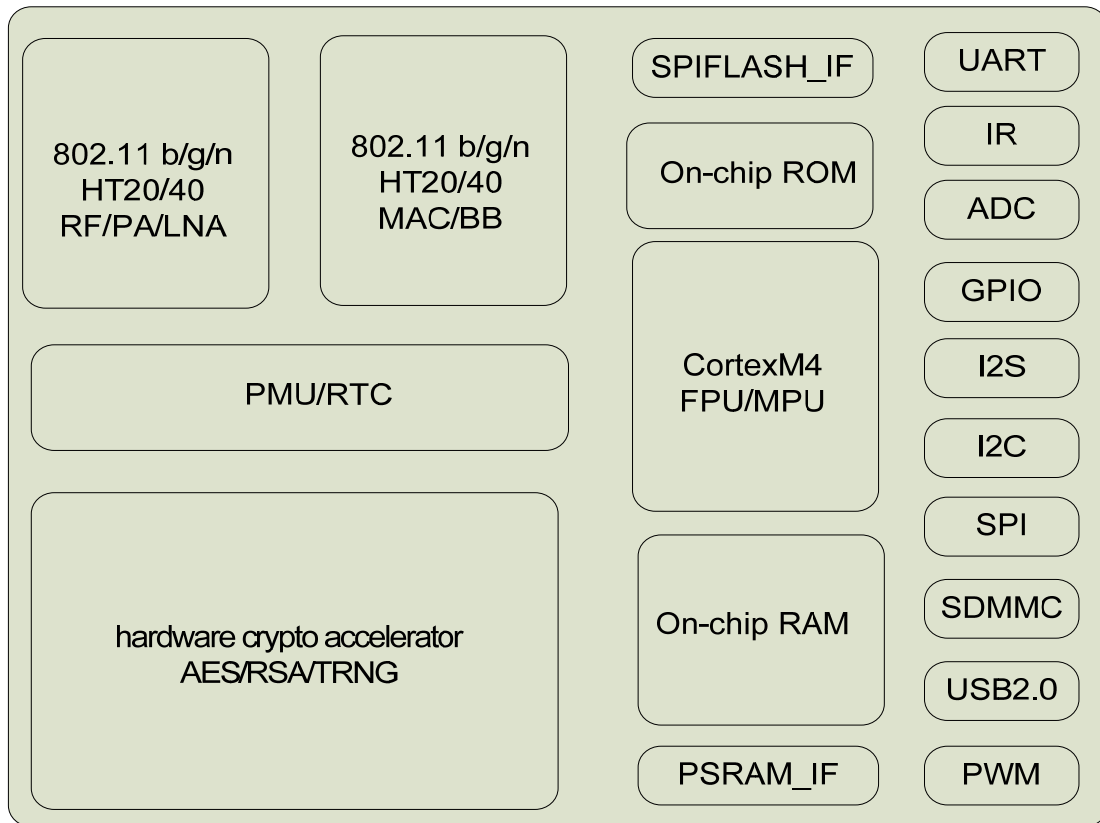 802.11 b/g/n
HT20/40
RF/PA/LNA
802.11 b/g/n
HT20/40
MAC/BB
PMU/RTC
hardware crypto accelerator
AES/RSA/TRNG
SPIFLASH_IF
On-chip ROM
CortexM4
FPU/MPU
On-chip RAM
PSRAM_IF
UART
IR
ADC
GPIO
I2S
I2C
SPI
SDMMC
USB2.0
PWM